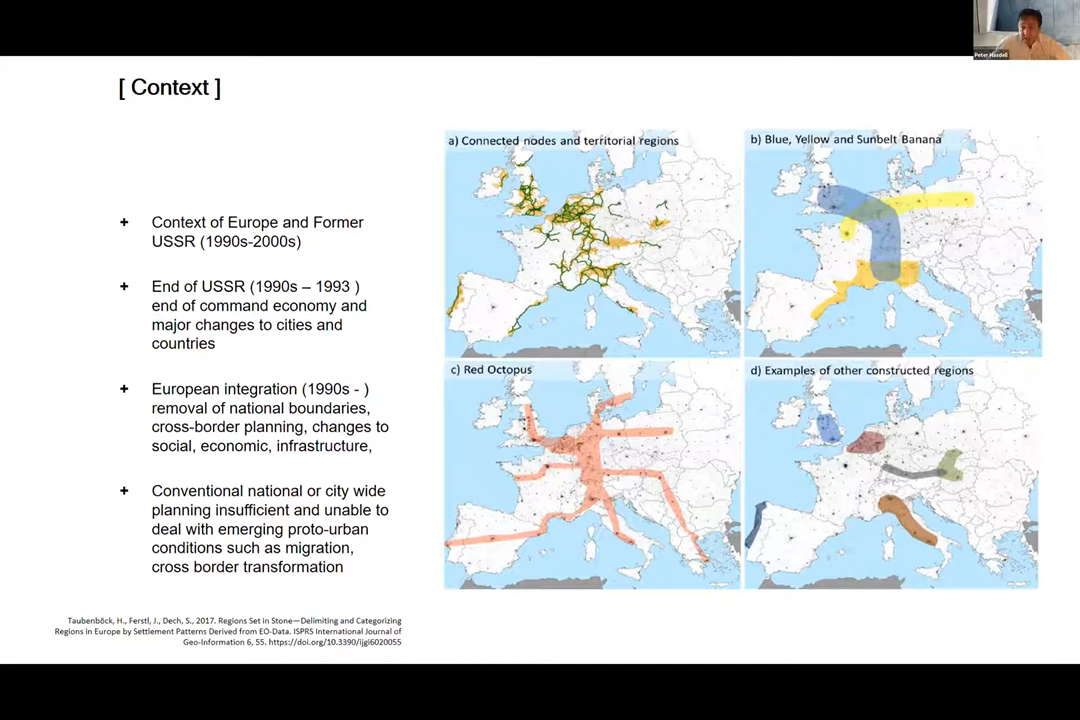 Peter Hasdell
[ Context ]
+ Context of Europe and Former
USSR (1990s-2000s)
+ End of USSR (1990s – 1993 )
end of command economy and
major changes to cities and
countries
+ European integration (1990s - )
removal of national boundaries,
cross-border planning, changes to
social, economic, infrastructure,
+ Conventional national or city wide
planning insufficient and unable to
deal with emerging proto-urban
conditions such as migration,
cross border transformation
a) Connected nodes and territorial regions
b) Blue, Yellow and Sunbelt Banana
c) Red Octopus
d) Examples of other constructed regions
Taubenböck, H., Ferstl, J., Dech, S., 2017. Regions Set in Stone—Delimiting and Categorizing
Regions in Europe by Settlement Patterns Derived from EO-Data. ISPRS International Journal of
Geo-Information 6, 55. https://doi.org/10.3390/ijgi6020055